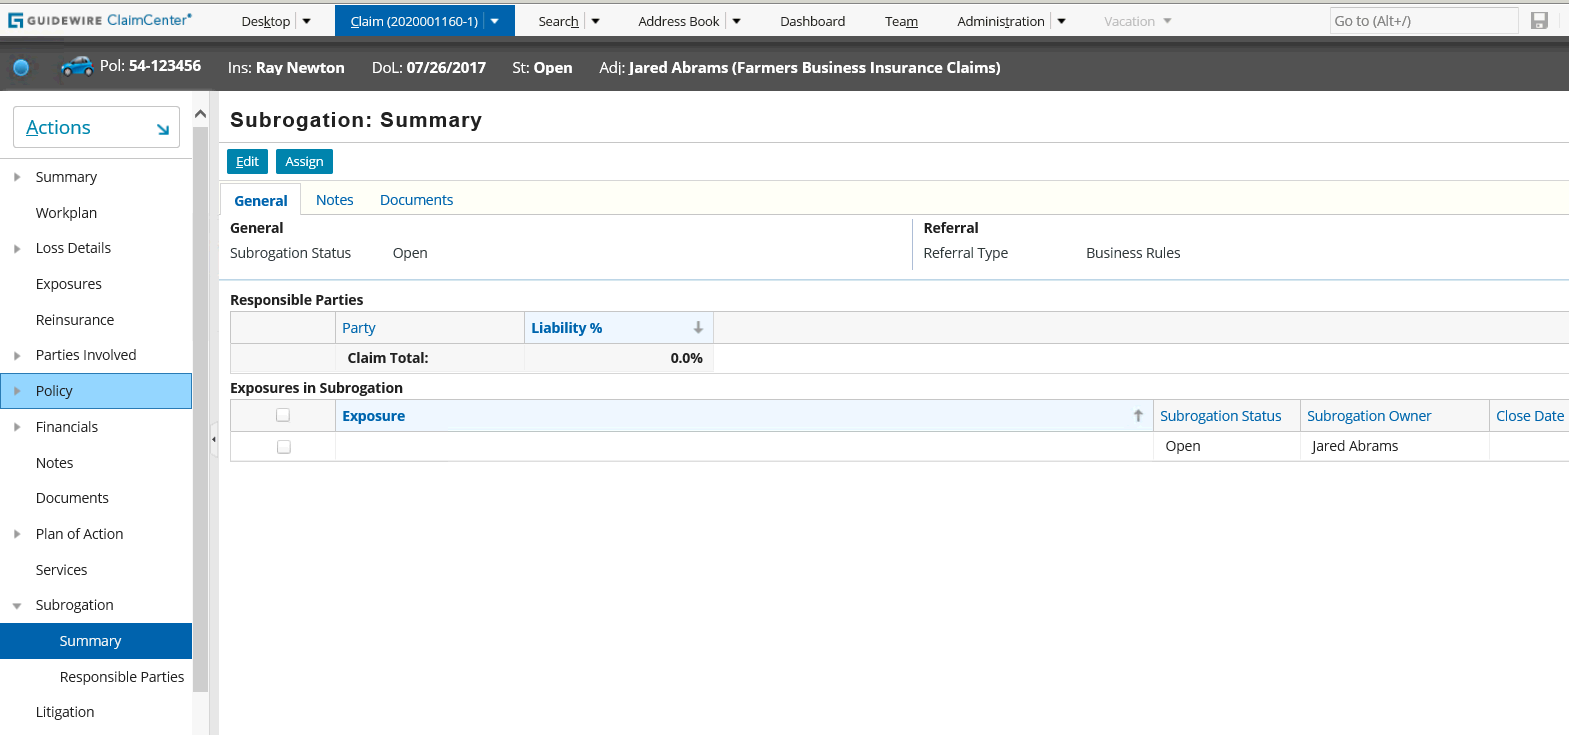 GUIDEWIRE ClaimCenter* Desktop Claim (2020001160-1) Search Address Book Dashboard Team Administration Vacation Go to (Alt+/)
Pol: 54-123456 Ins: Ray Newton DoL: 07/26/2017 St: Open Adj: Jared Abrams (Farmers Business Insurance Claims)
Actions
Summary
Workplan
Loss Details
Exposures
Reinsurance
Parties Involved
Policy
Financials
Notes
Documents
Plan of Action
Services
Subrogation
Summary
Responsible Parties
Litigation
Subrogation: Summary
Edit Assign
General Notes Documents
General
Subrogation Status Open
Referral
Referral Type Business Rules
Responsible Parties
Party Liability %
Claim Total: 0.0%
Exposures in Subrogation
Exposure Subrogation Status Subrogation Owner Close Date
Open Jared Abrams